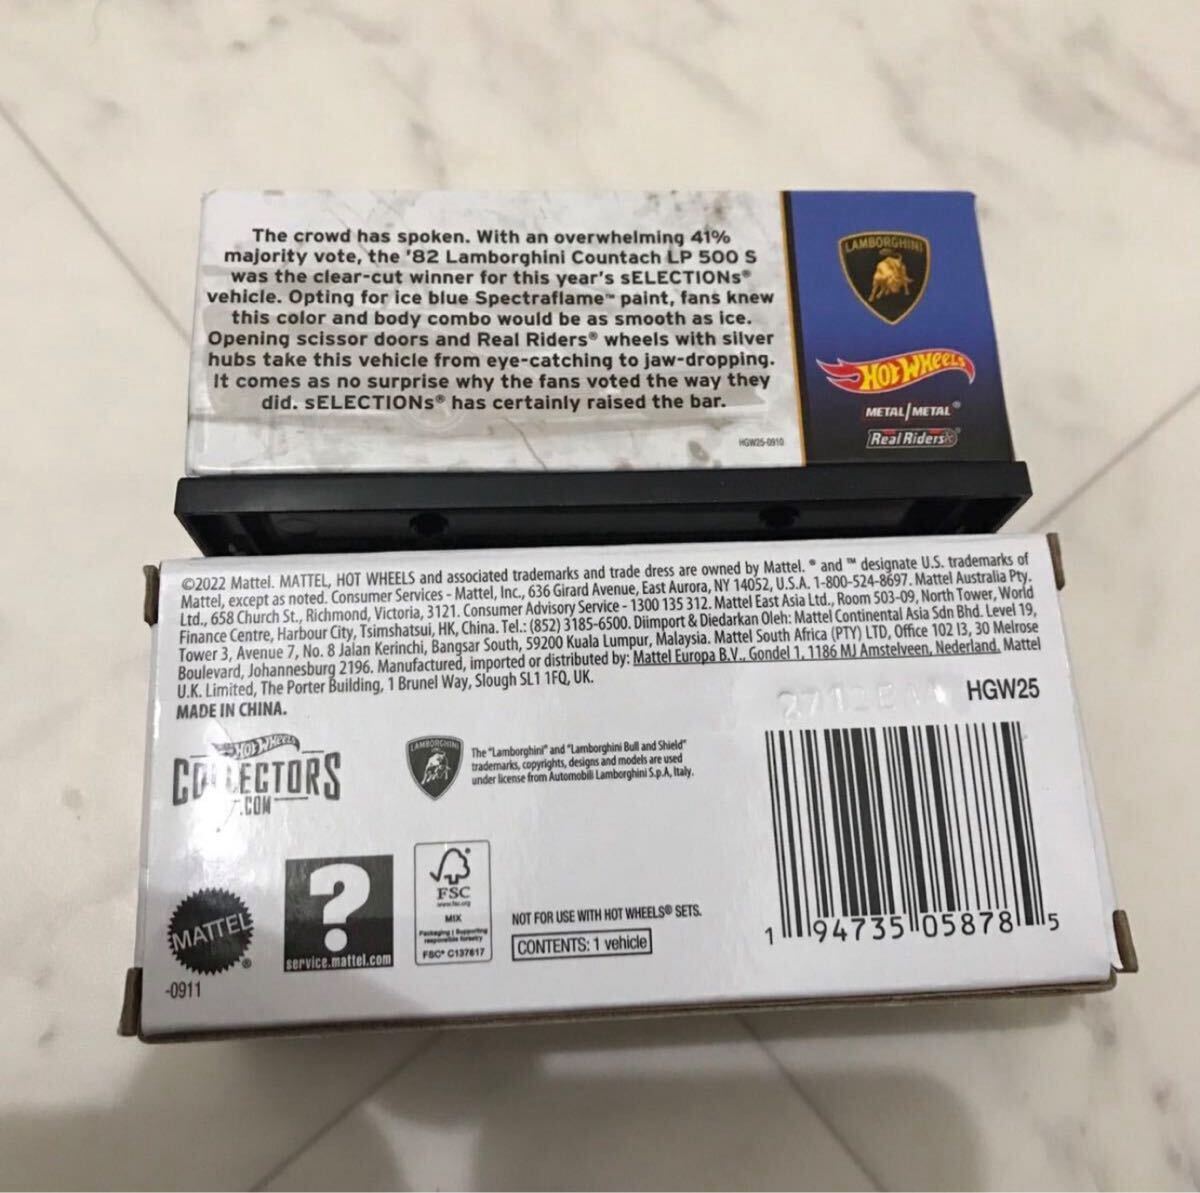 The crowd has spoken. With an overwhelming 41%
majority vote, the '82 Lamborghini Countach LP 500 S
was the clear-cut winner for this year's sELECTIONs®
vehicle. Opting for ice blue Spectraflame™ paint, fans knew
this color and body combo would be as smooth as ice.
Opening scissor doors and Real Riders® wheels with silver
hubs take this vehicle from eye-catching to jaw-dropping.
It comes as no surprise why the fans voted the way they
did. sELECTIONs® has certainly raised the bar.
HGW25-0910
LAMBORGHINI
HOT WHEELS
METAL/METAL®
Real Riders
©2022 Mattel. MATTEL, HOT WHEELS and associated trademarks and trade dress are owned by Mattel. ® and ™ designate U.S. trademarks of
Mattel, except as noted. Consumer Services - Mattel, Inc., 636 Girard Avenue, East Aurora, NY 14052, U.S.A. 1-800-524-8697. Mattel Australia Pty.
Ltd., 658 Church St., Richmond, Victoria, 3121. Consumer Advisory Service - 1300 135 312. Mattel East Asia Ltd., Room 503-09, North Tower, World
Finance Centre, Harbour City, Tsimshatsui, HK, China. Tel.: (852) 3185-6500. Diimport & Diedarkan Oleh: Mattel Continental Asia Sdn Bhd. Level 19,
Tower 3, Avenue 7, No. 8 Jalan Kerinchi, Bangsar South, 59200 Kuala Lumpur, Malaysia. Mattel South Africa (PTY) LTD, Office 102 I3, 30 Melrose
Boulevard, Johannesburg 2196. Manufactured, imported or distributed by: Mattel Europa B.V., Gondel 1, 1186 MJ Amstelveen, Nederland. Mattel
U.K. Limited, The Porter Building, 1 Brunel Way, Slough SL1 1FQ, UK.
MADE IN CHINA.
HGW25
HOT WHEELS
COLLECTORS
.COM
LAMBORGHINI
The "Lamborghini" and "Lamborghini Bull and Shield"
trademarks, copyrights, designs and models are used
under license from Automobili Lamborghini S.p.A, Italy.
MATTEL®
-0911
?
service.mattel.com
FSC
www.fsc.org
MIX
Packaging | Supporting
responsible forestry
FSC® C137617
NOT FOR USE WITH HOT WHEELS® SETS.
CONTENTS: 1 vehicle
1 94735 05878 5